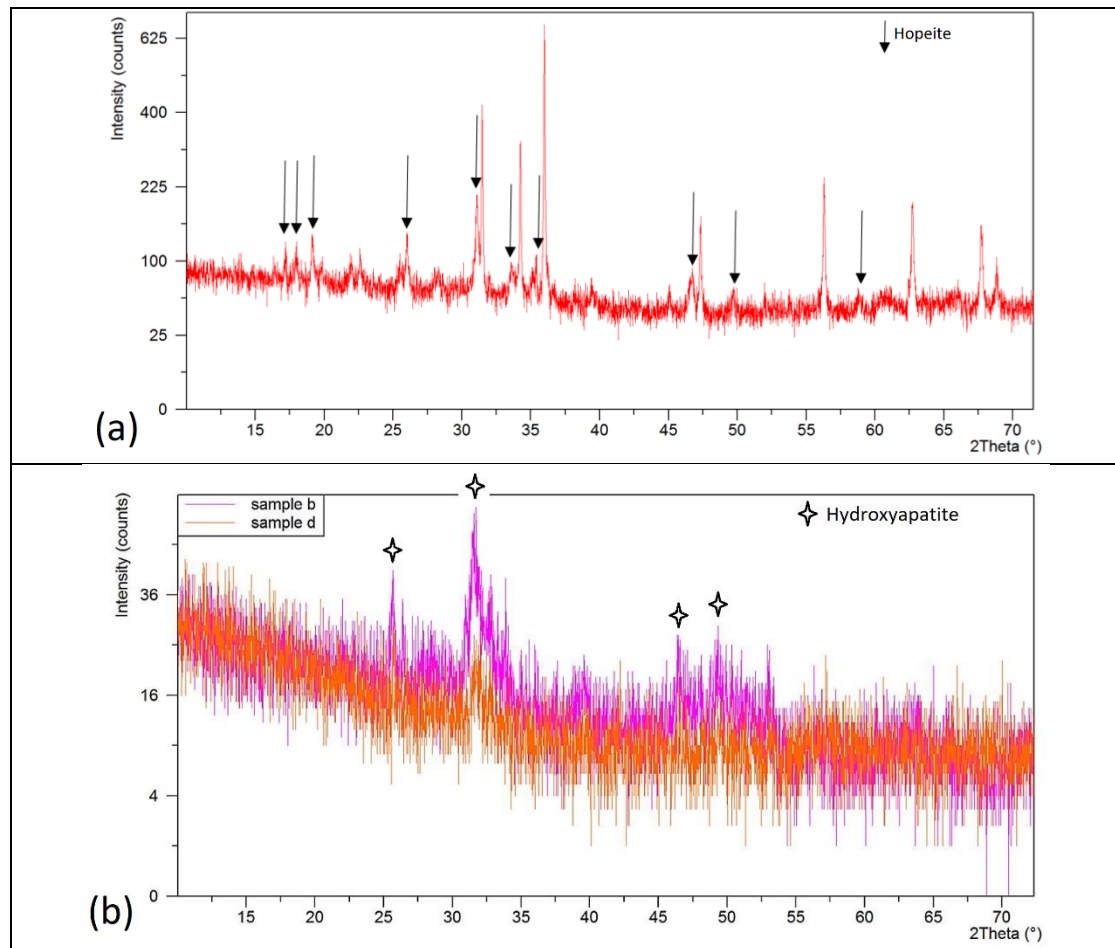 Intensity (counts)
625
400
225
100
25
0
Hopeite
15 20 25 30 35 40 45 50 55 60 65 70
2Theta (°)
(a)
Intensity (counts)
sample b
sample d
Hydroxyapatite
36
16
4
0
15 20 25 30 35 40 45 50 55 60 65 70
2Theta (°)
(b)